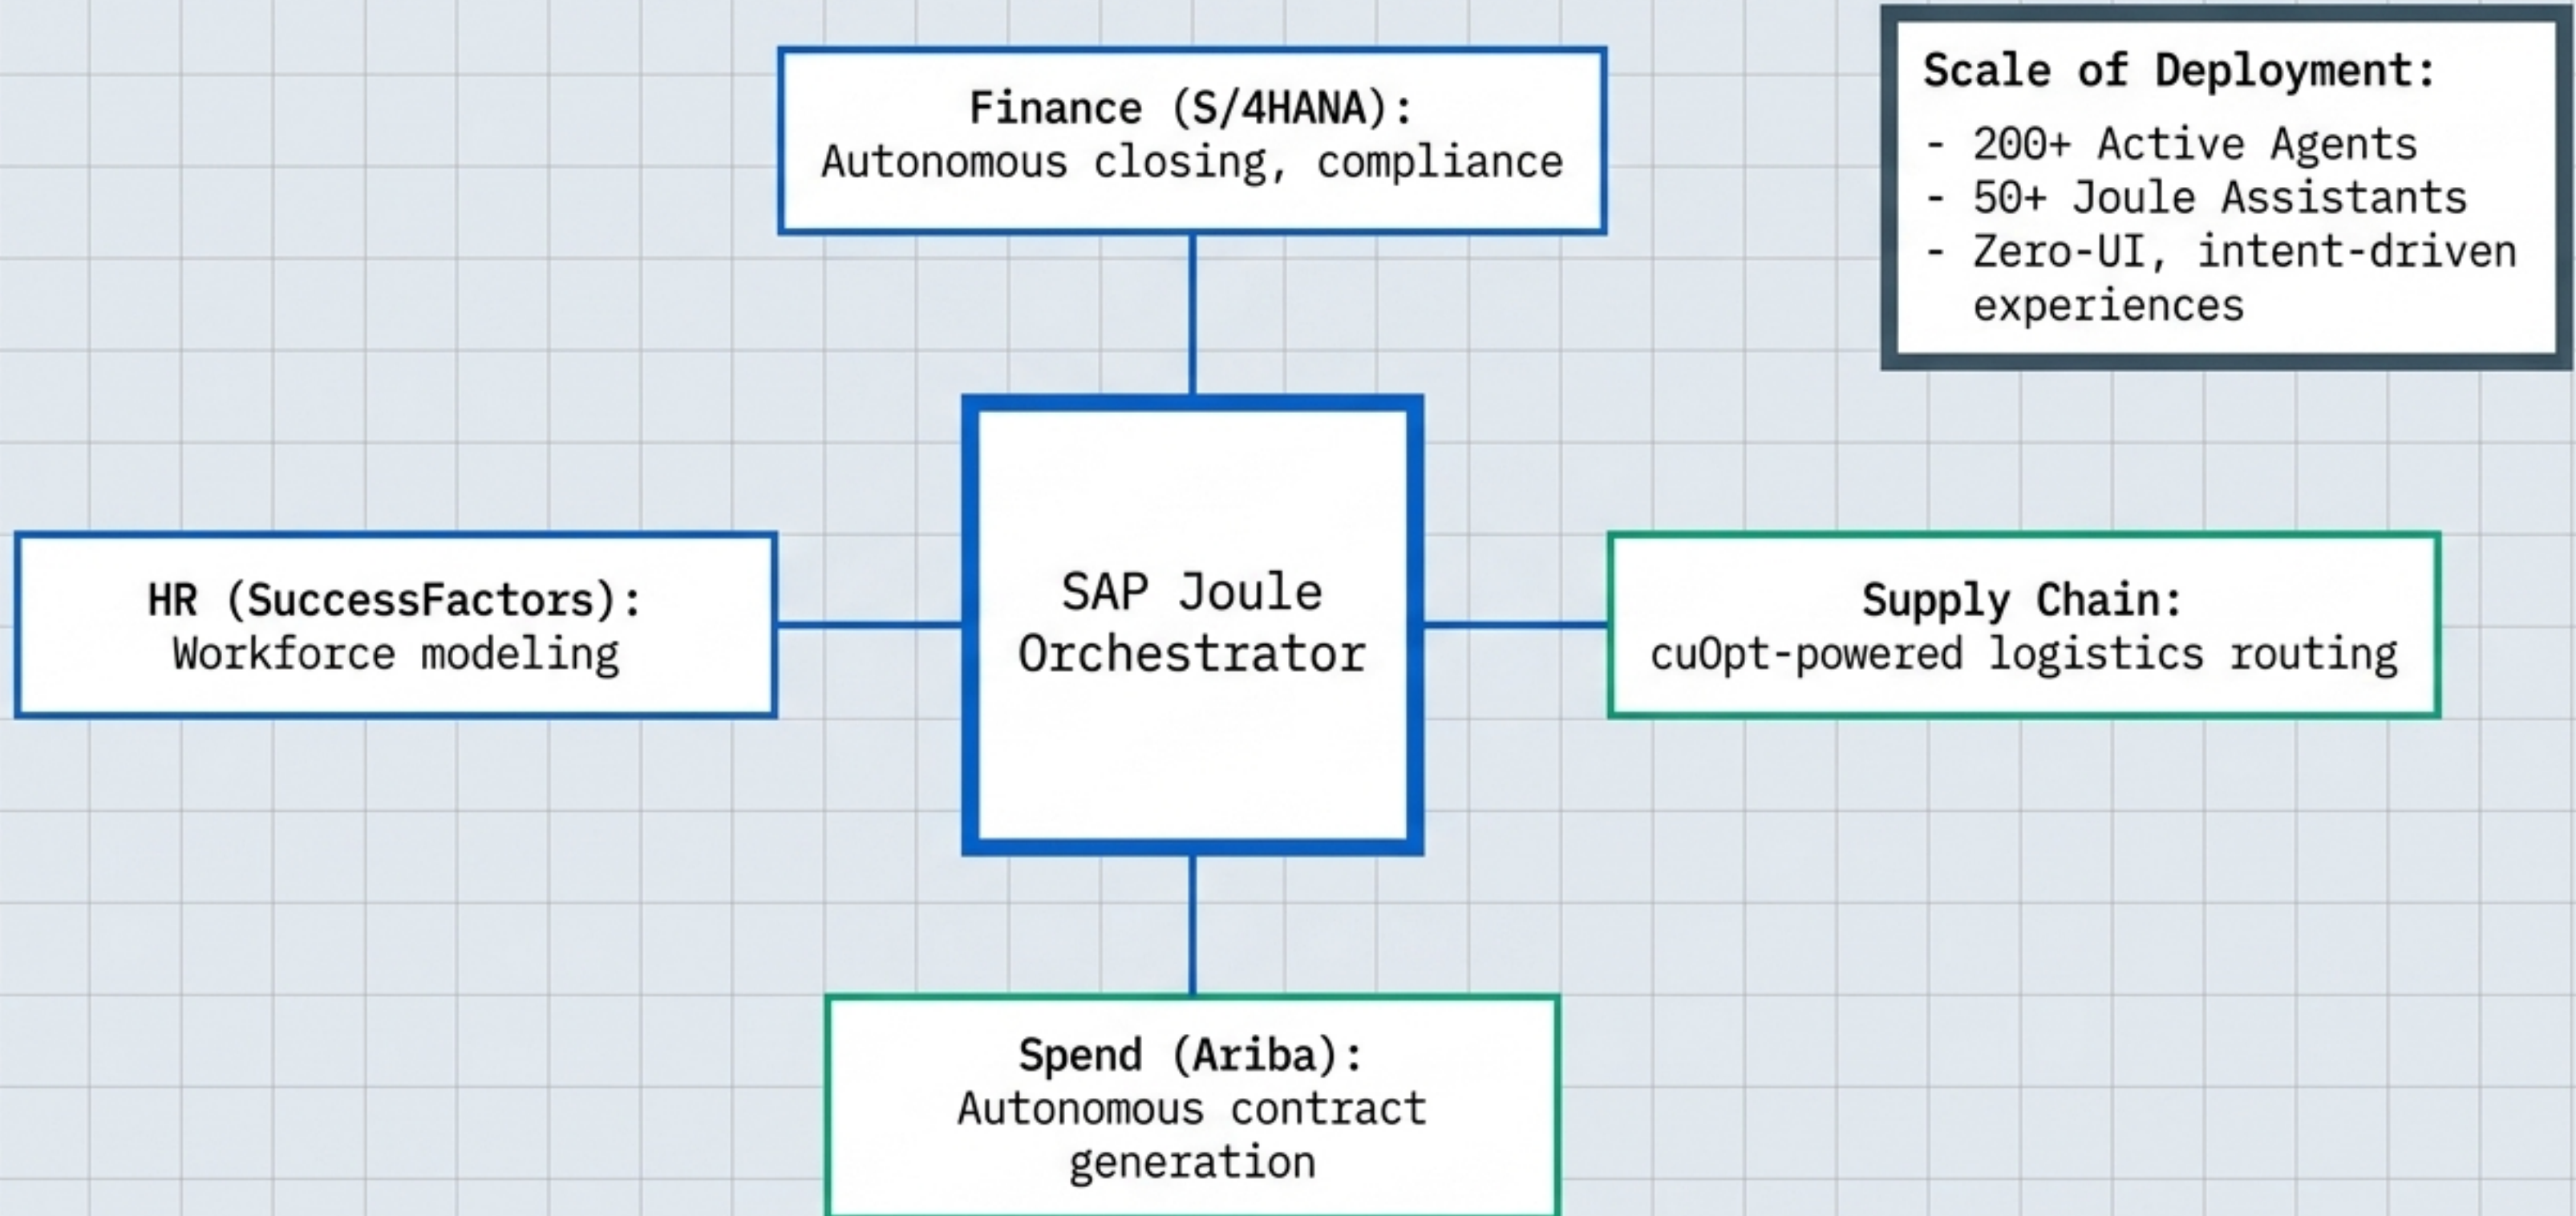 Finance (S/4HANA):
Autonomous closing, compliance
Scale of Deployment:
- 200+ Active Agents
- 50+ Joule Assistants
- Zero-UI, intent-driven
experiences
HR (SuccessFactors):
Workforce modeling
SAP Joule
Orchestrator
Supply Chain:
cuOpt-powered logistics routing
Spend (Ariba):
Autonomous contract
generation